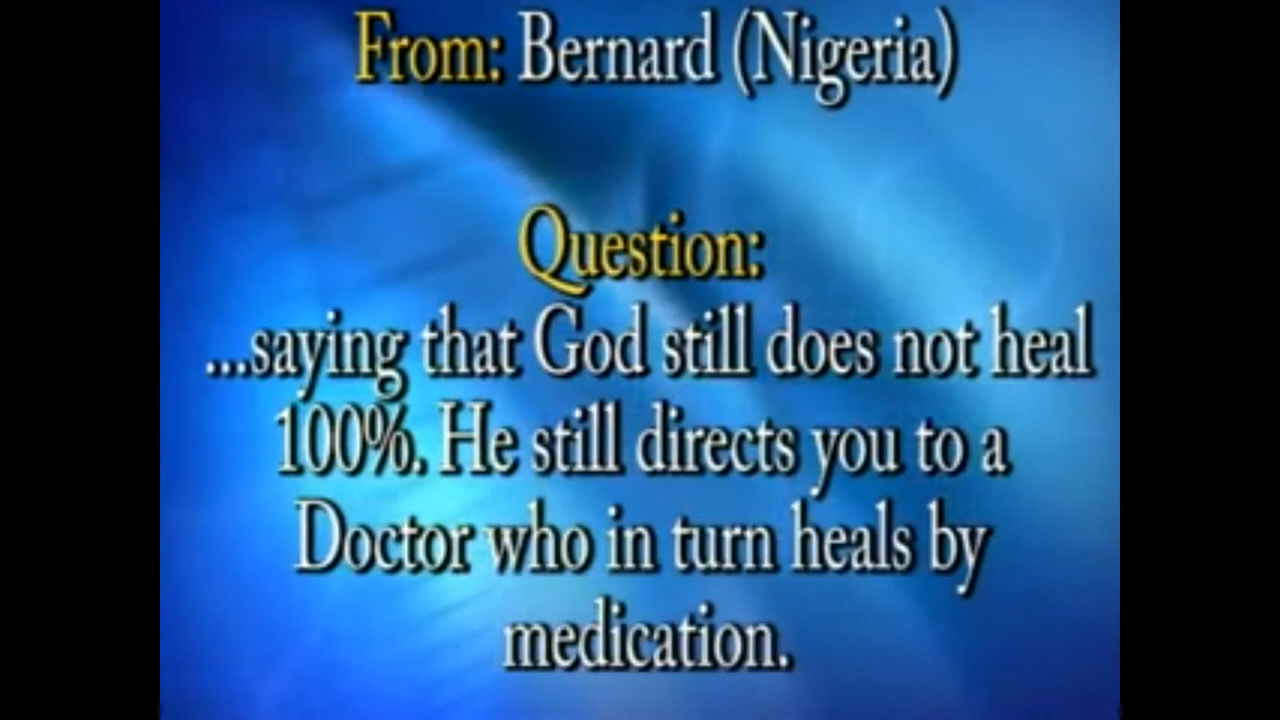 From: Bernard (Nigeria)
Question:
...saying that God still does not heal
100%. He still directs you to a
Doctor who in turn heals by
medication.